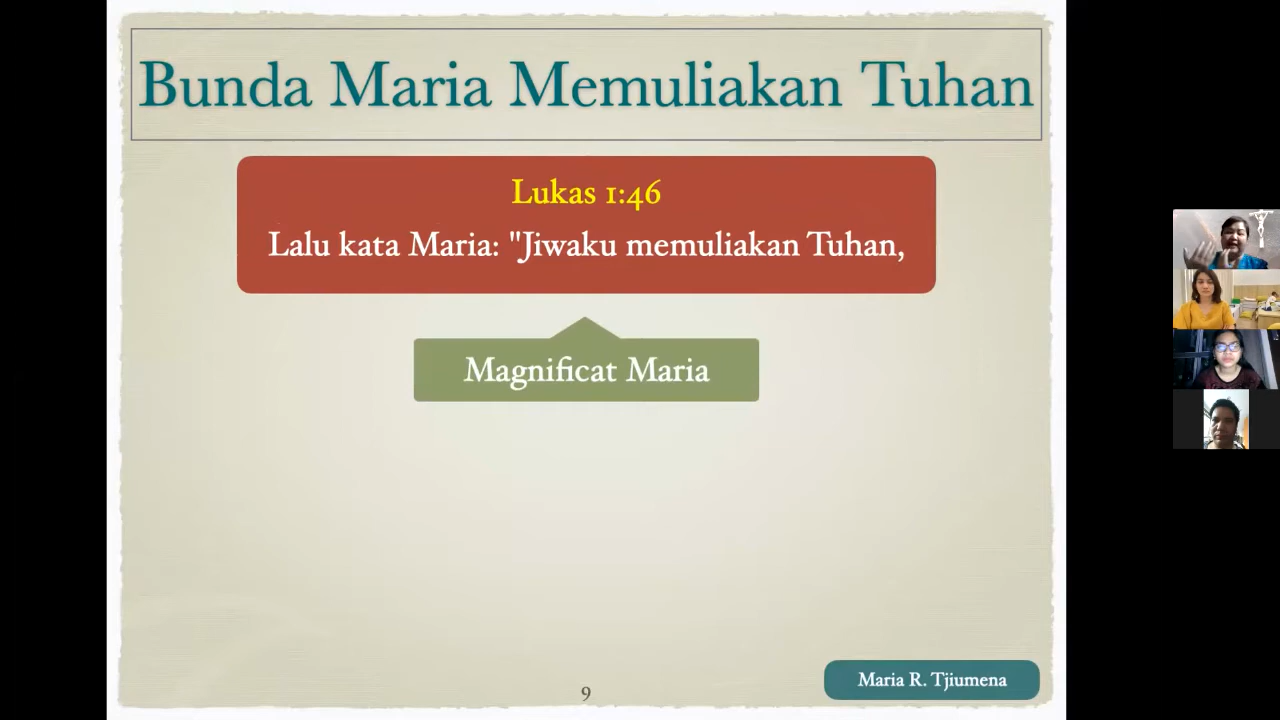 Bunda Maria Memuliakan Tuhan
Lukas 1:46
Lalu kata Maria: "Jiwaku memuliakan Tuhan,
Magnificat Maria
Maria R. Tjiumena
9